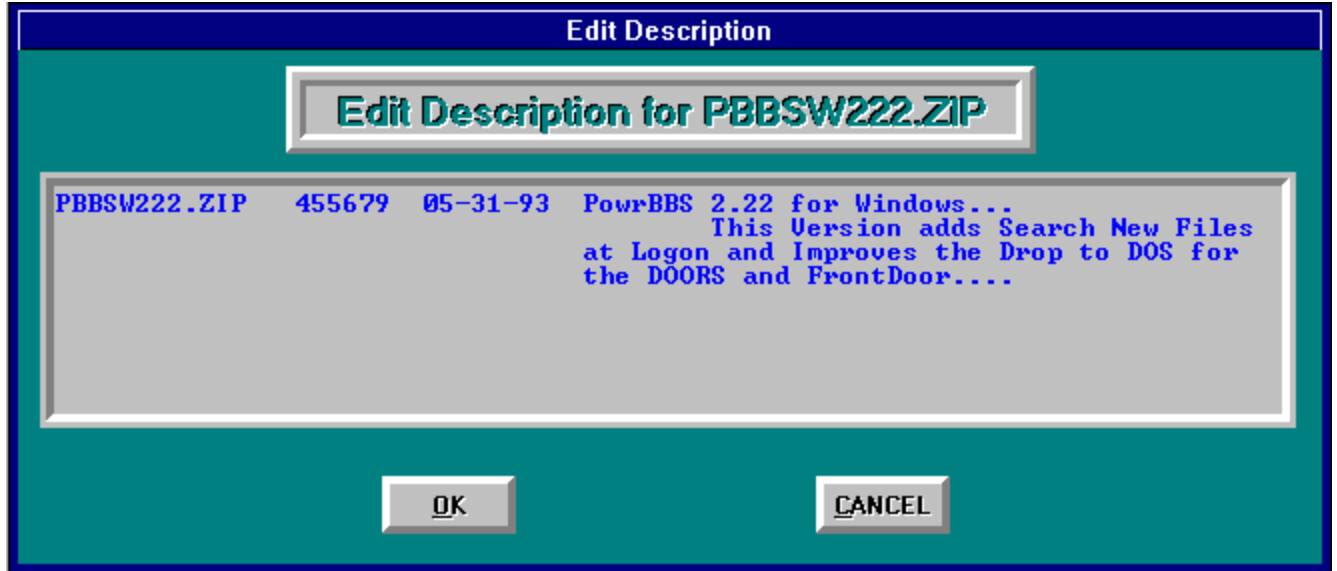 Edit Description
Edit Description for PBBSW222.ZIP
PBBSW222.ZIP 455679 05-31-93 PowrBBS 2.22 for Windows...
This Version adds Search New Files
at Logon and Improves the Drop to DOS for
the DOORS and FrontDoor....
OK CANCEL